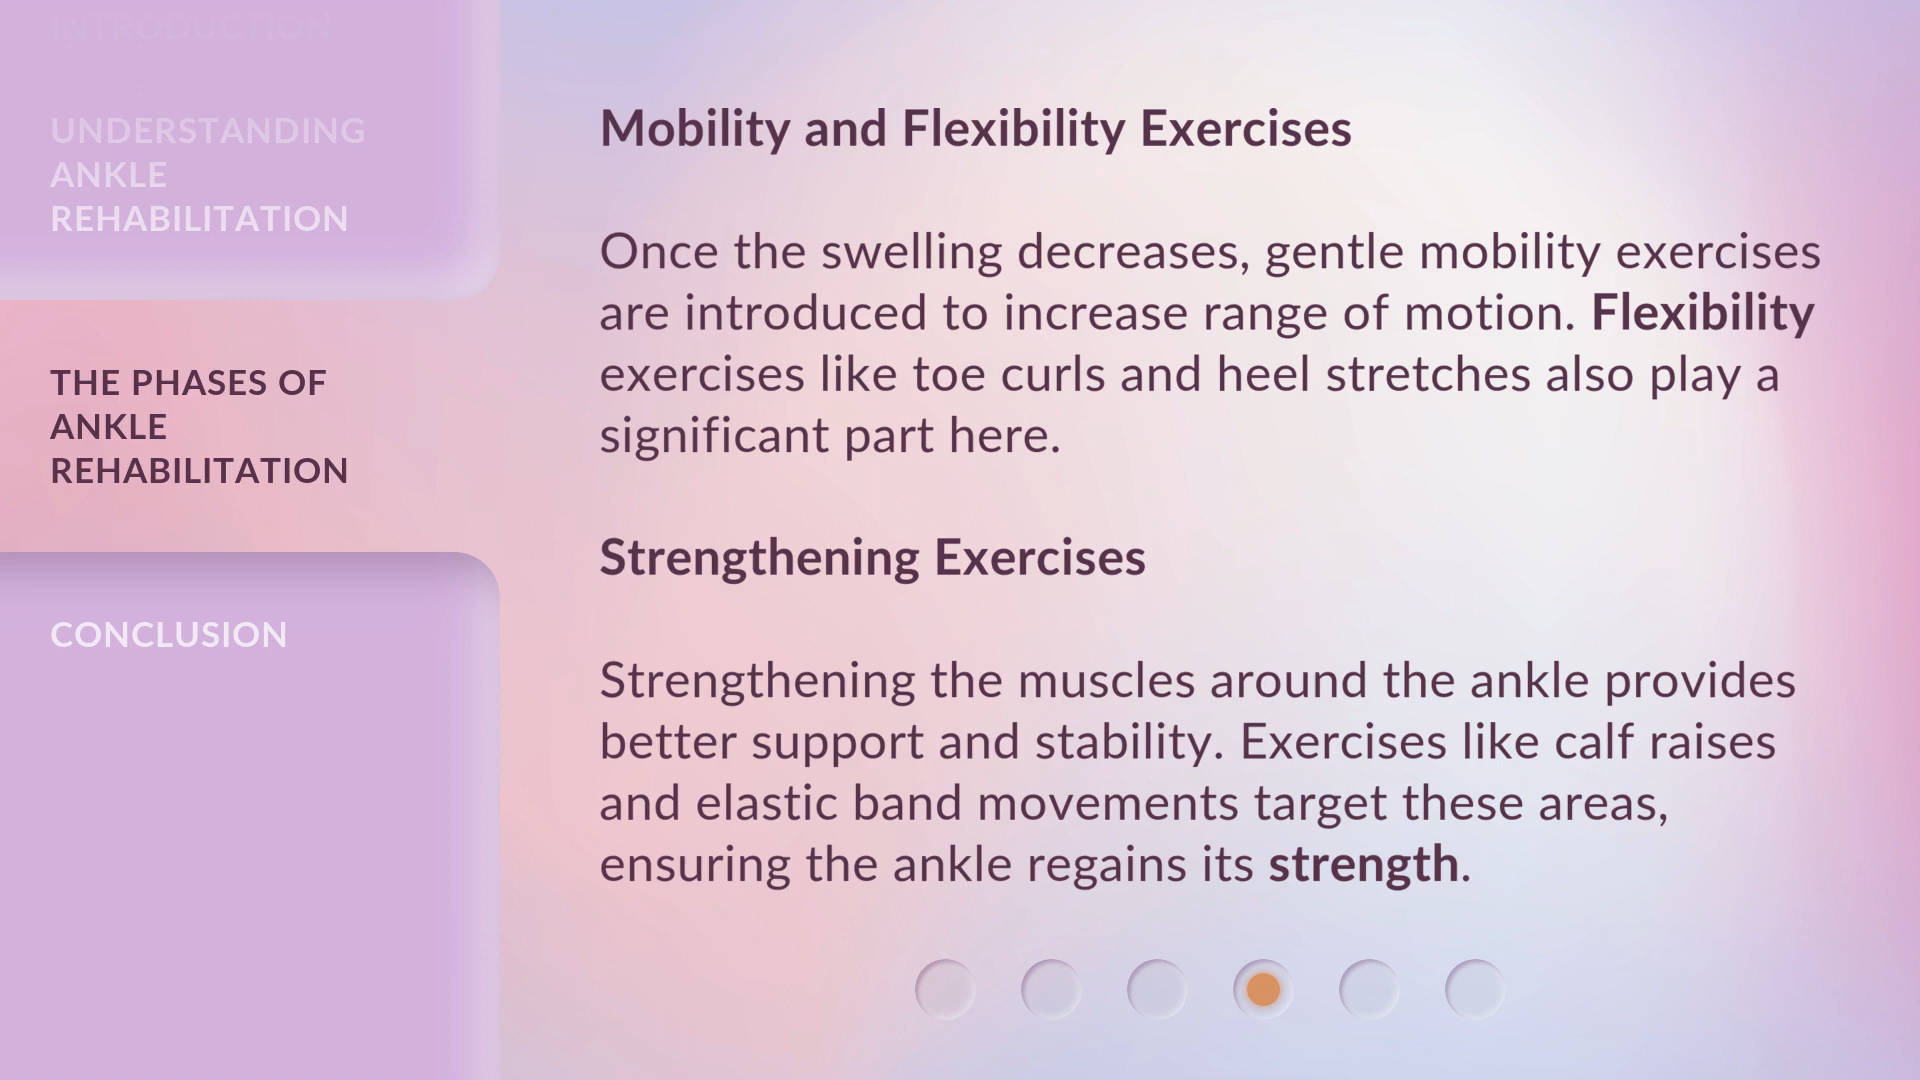 INTRODUCTION
UNDERSTANDING
ANKLE
REHABILITATION
THE PHASES OF
ANKLE
REHABILITATION
CONCLUSION
Mobility and Flexibility Exercises
Once the swelling decreases, gentle mobility exercises
are introduced to increase range of motion. Flexibility
exercises like toe curls and heel stretches also play a
significant part here.
Strengthening Exercises
Strengthening the muscles around the ankle provides
better support and stability. Exercises like calf raises
and elastic band movements target these areas,
ensuring the ankle regains its strength.